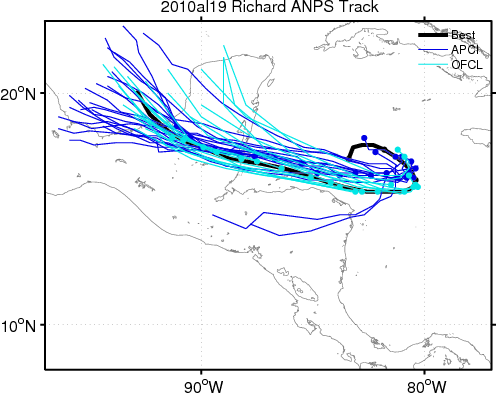 2010al19 Richard ANPS Track
Best
APCI
OFCL
20°N
10°N
90°W
80°W